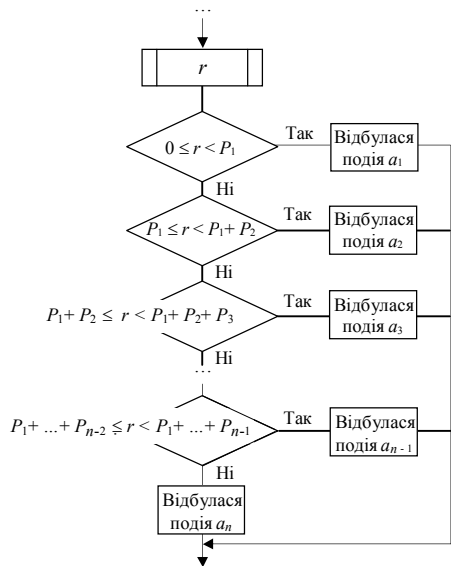 ...
r
0 ≤ r < P₁
Так
Відбулася
подія a₁
Ні
P₁ ≤ r < P₁+ P₂
Так
Відбулася
подія a₂
Ні
P₁+ P₂ ≤ r < P₁+ P₂+ P₃
Так
Відбулася
подія a₃
Ні
...
P₁+ ...+ Pₙ₋₂ ≤ r < P₁+ ...+ Pₙ₋₁
Так
Відбулася
подія aₙ₋₁
Ні
Відбулася
подія aₙ